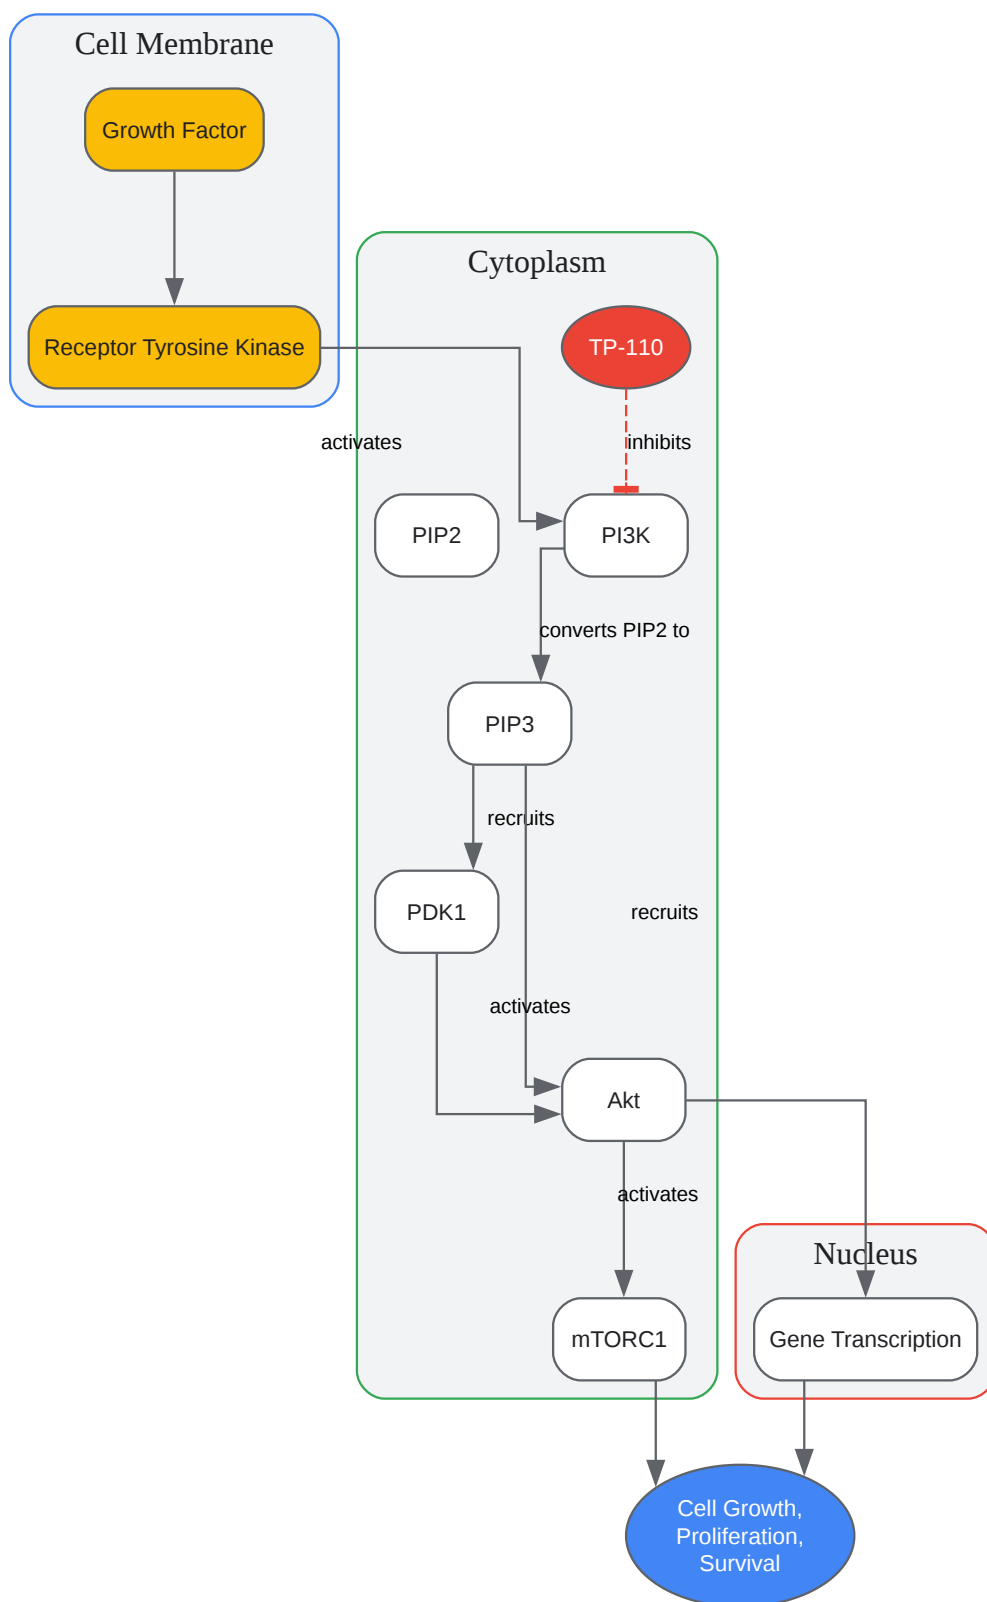 Cell Membrane
Growth Factor
Cytoplasm
Receptor Tyrosine Kinase
TP-110
activates
inhibits
PIP2
PI3K
converts PIP2 to
PIP3
recruits
PDK1
recruits
activates
Akt
activates
Nucleus
mTORC1
Gene Transcription
Cell Growth,
Proliferation,
Survival